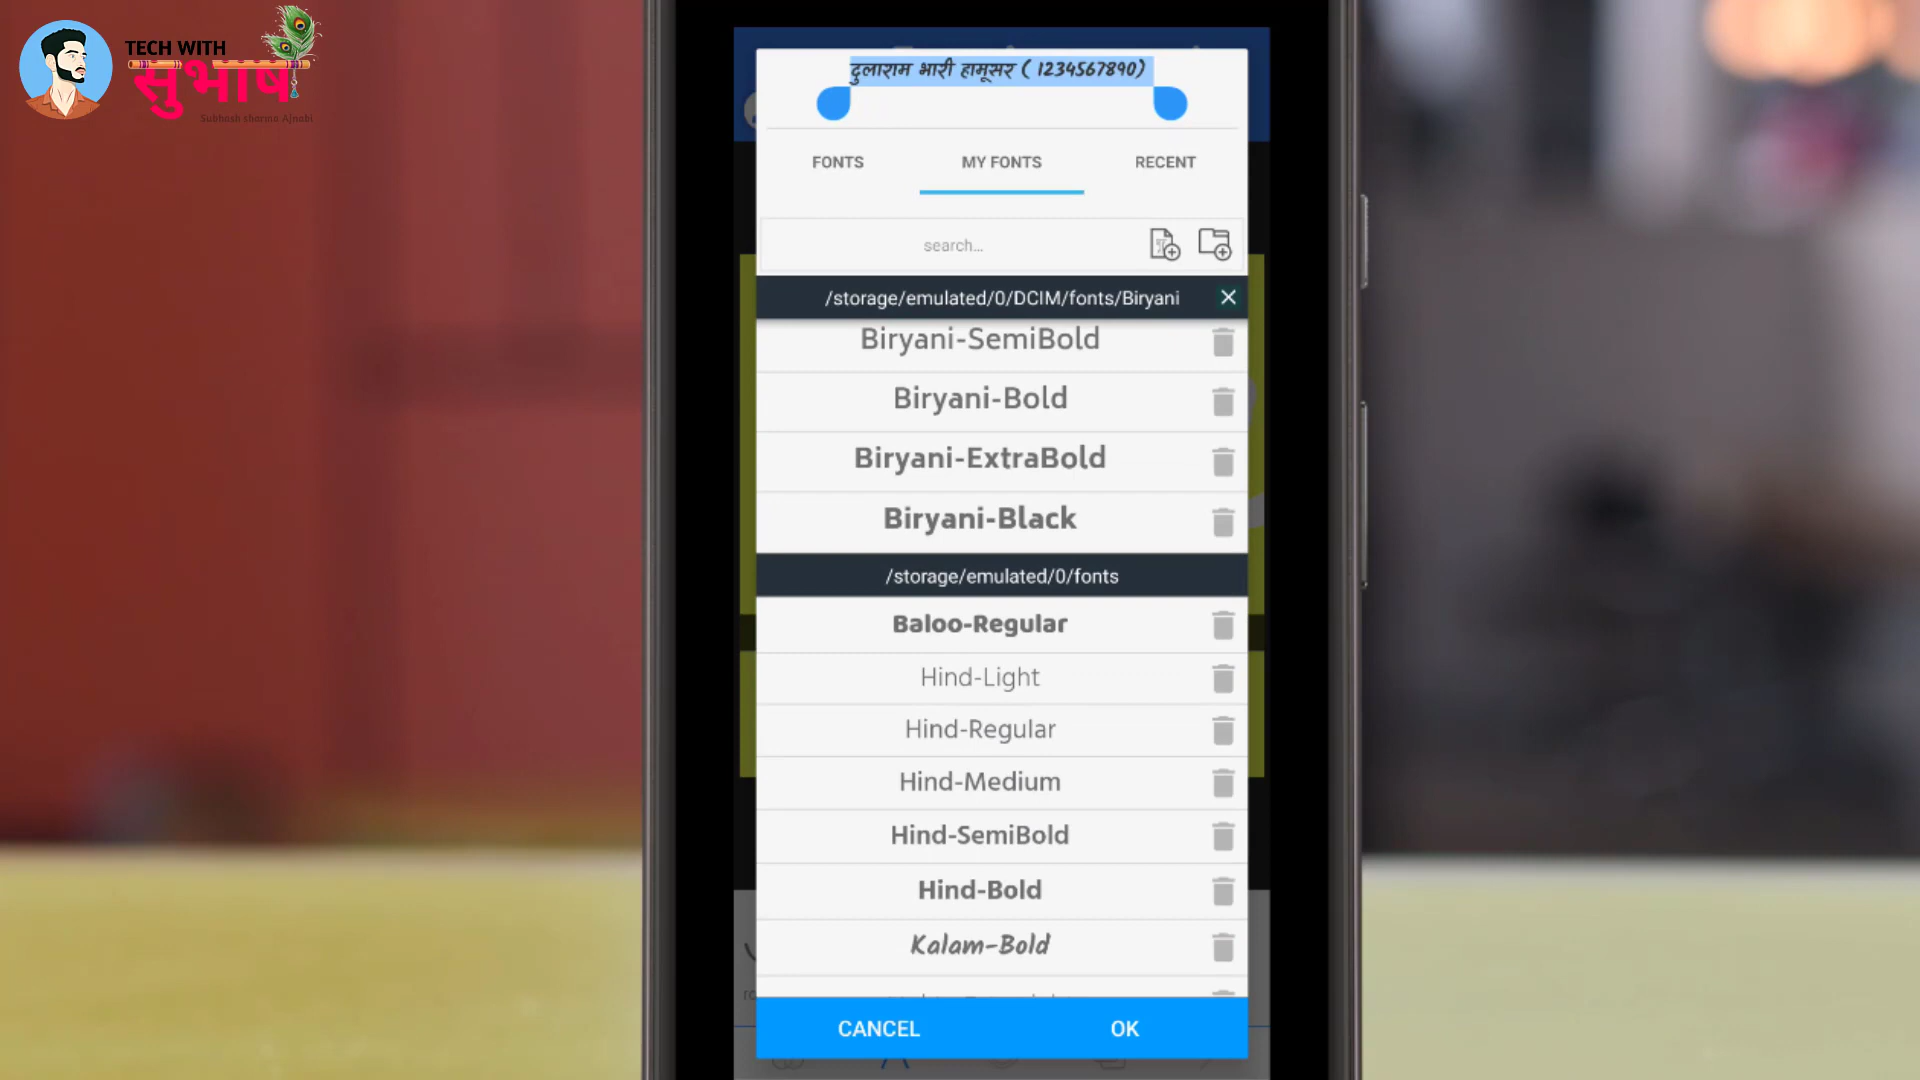 TECH WITH
सुभाष
Subhash sharma Ajnabi
दुलाराम भारी हामूसर ( 1234567890)
FONTS MY FONTS RECENT
search...
/storage/emulated/0/DCIM/fonts/Biryani
Biryani-SemiBold
Biryani-Bold
Biryani-ExtraBold
Biryani-Black
/storage/emulated/0/fonts
Baloo-Regular
Hind-Light
Hind-Regular
Hind-Medium
Hind-SemiBold
Hind-Bold
Kalam-Bold
CANCEL OK